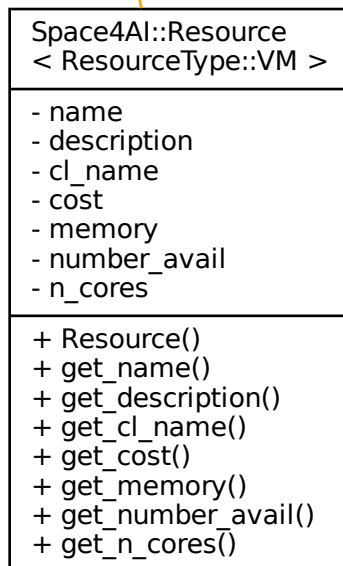 Space4AI::Resource
< ResourceType::VM >
- name
- description
- cl_name
- cost
- memory
- number_avail
- n_cores
+ Resource()
+ get_name()
+ get_description()
+ get_cl_name()
+ get_cost()
+ get_memory()
+ get_number_avail()
+ get_n_cores()